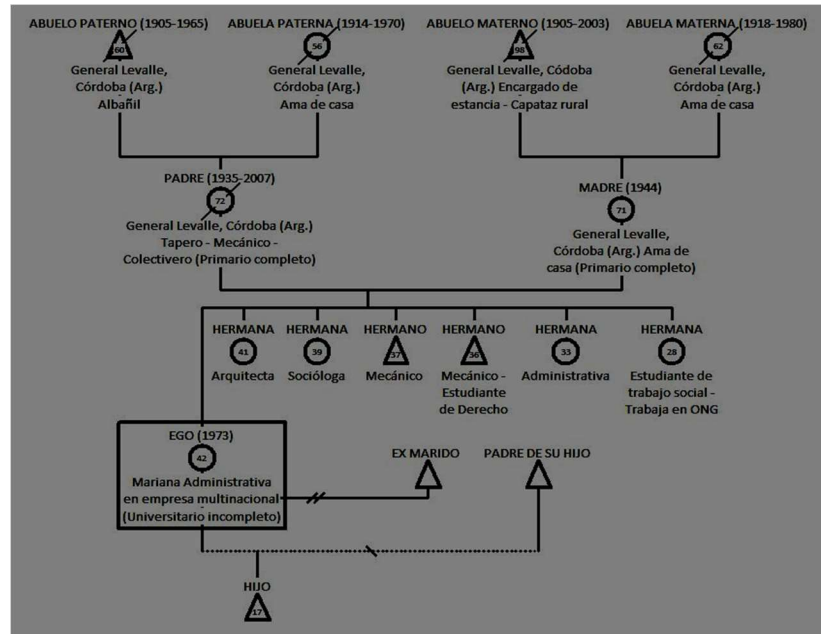 ABUELO PATERNO (1905-1965)
60
General Levalle,
Córdoba (Arg.)
Albañil
ABUELA PATERNA (1914-1970)
56
General Levalle,
Córdoba (Arg.)
Ama de casa
ABUELO MATERNO (1905-2003)
98
General Levalle, Códoba
(Arg.) Encargado de
estancia - Capataz rural
ABUELA MATERNA (1918-1980)
62
General Levalle,
Córdoba (Arg.)
Ama de casa
PADRE (1935-2007)
72
General Levalle, Córdoba (Arg.)
Tapero - Mecánico -
Colectivero (Primario completo)
MADRE (1944)
71
General Levalle,
Córdoba (Arg.) Ama de
casa (Primario completo)
HERMANA
41
Arquitecta
HERMANA
39
Socióloga
HERMANO
37
Mecánico
HERMANO
36
Mecánico -
Estudiante
de Derecho
HERMANA
33
Administrativa
HERMANA
28
Estudiante de
trabajo social -
Trabaja en ONG
EGO (1973)
42
Mariana Administrativa
en empresa multinacional
(Universitario incompleto)
EX MARIDO
PADRE DE SU HIJO
HIJO
17